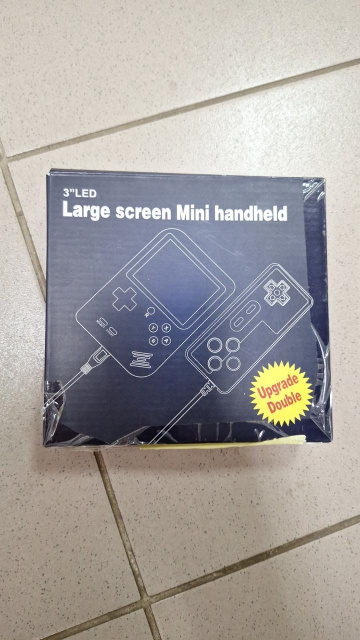 3"LED
Large screen Mini handheld
Upgrade
Double